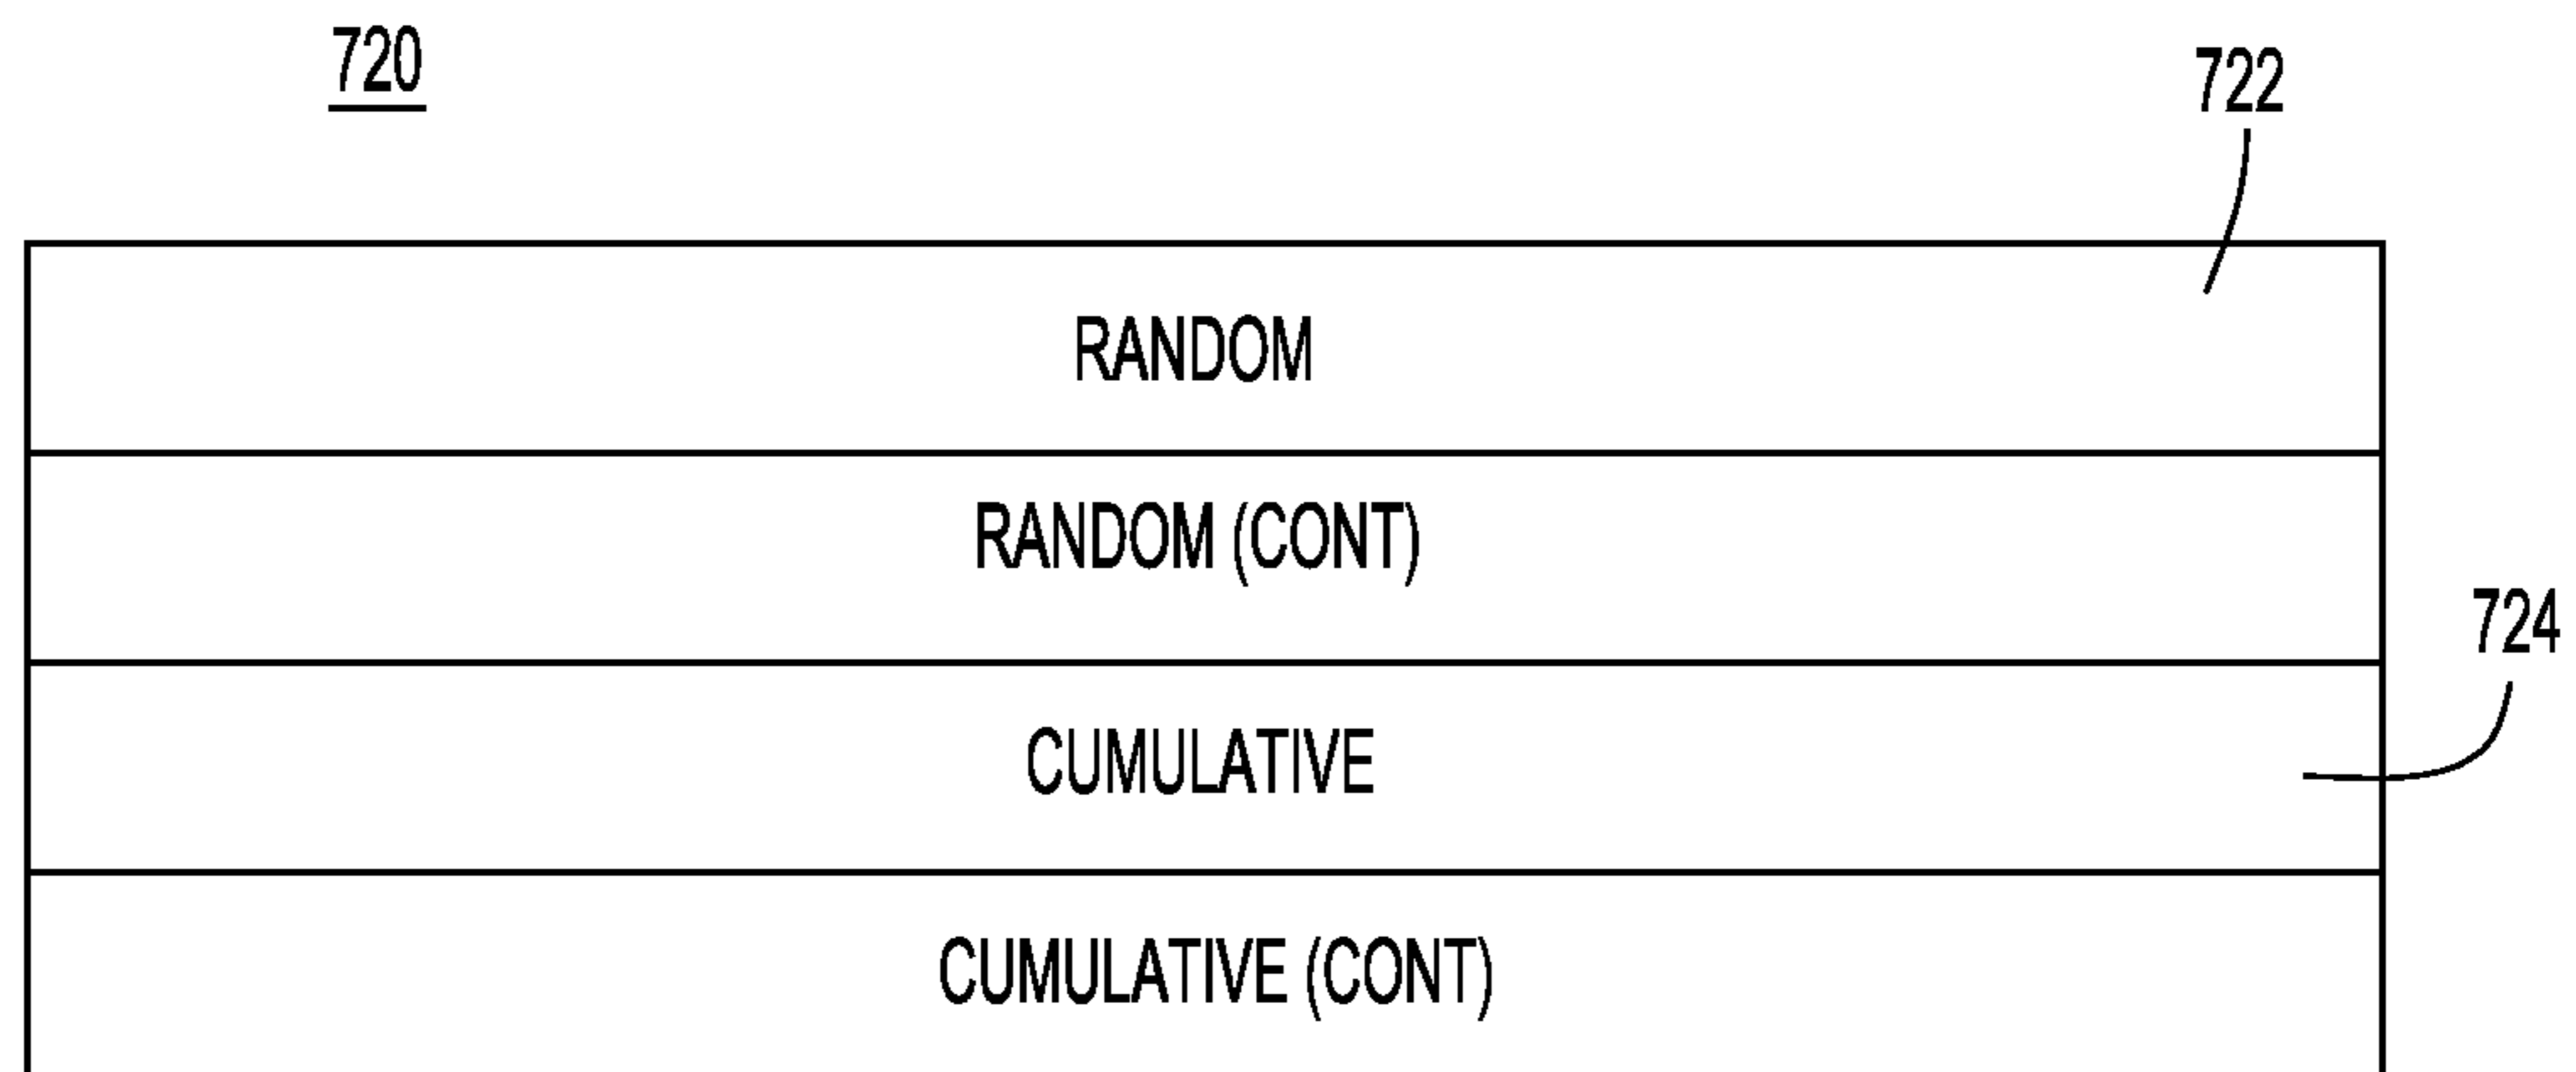 720
722
RANDOM
RANDOM (CONT)
724
CUMULATIVE
CUMULATIVE (CONT)